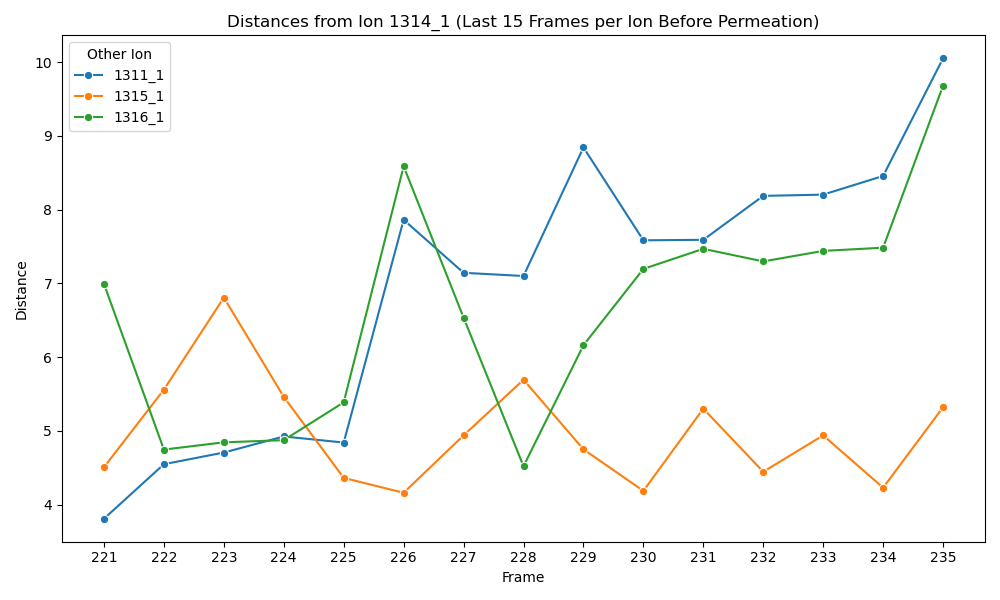 Distances from Ion 1314_1 (Last 15 Frames per Ion Before Permeation)
Other Ion
1311_1
1315_1
1316_1
10
9
8
7
6
5
4
Distance
221 222 223 224 225 226 227 228 229 230 231 232 233 234 235
Frame